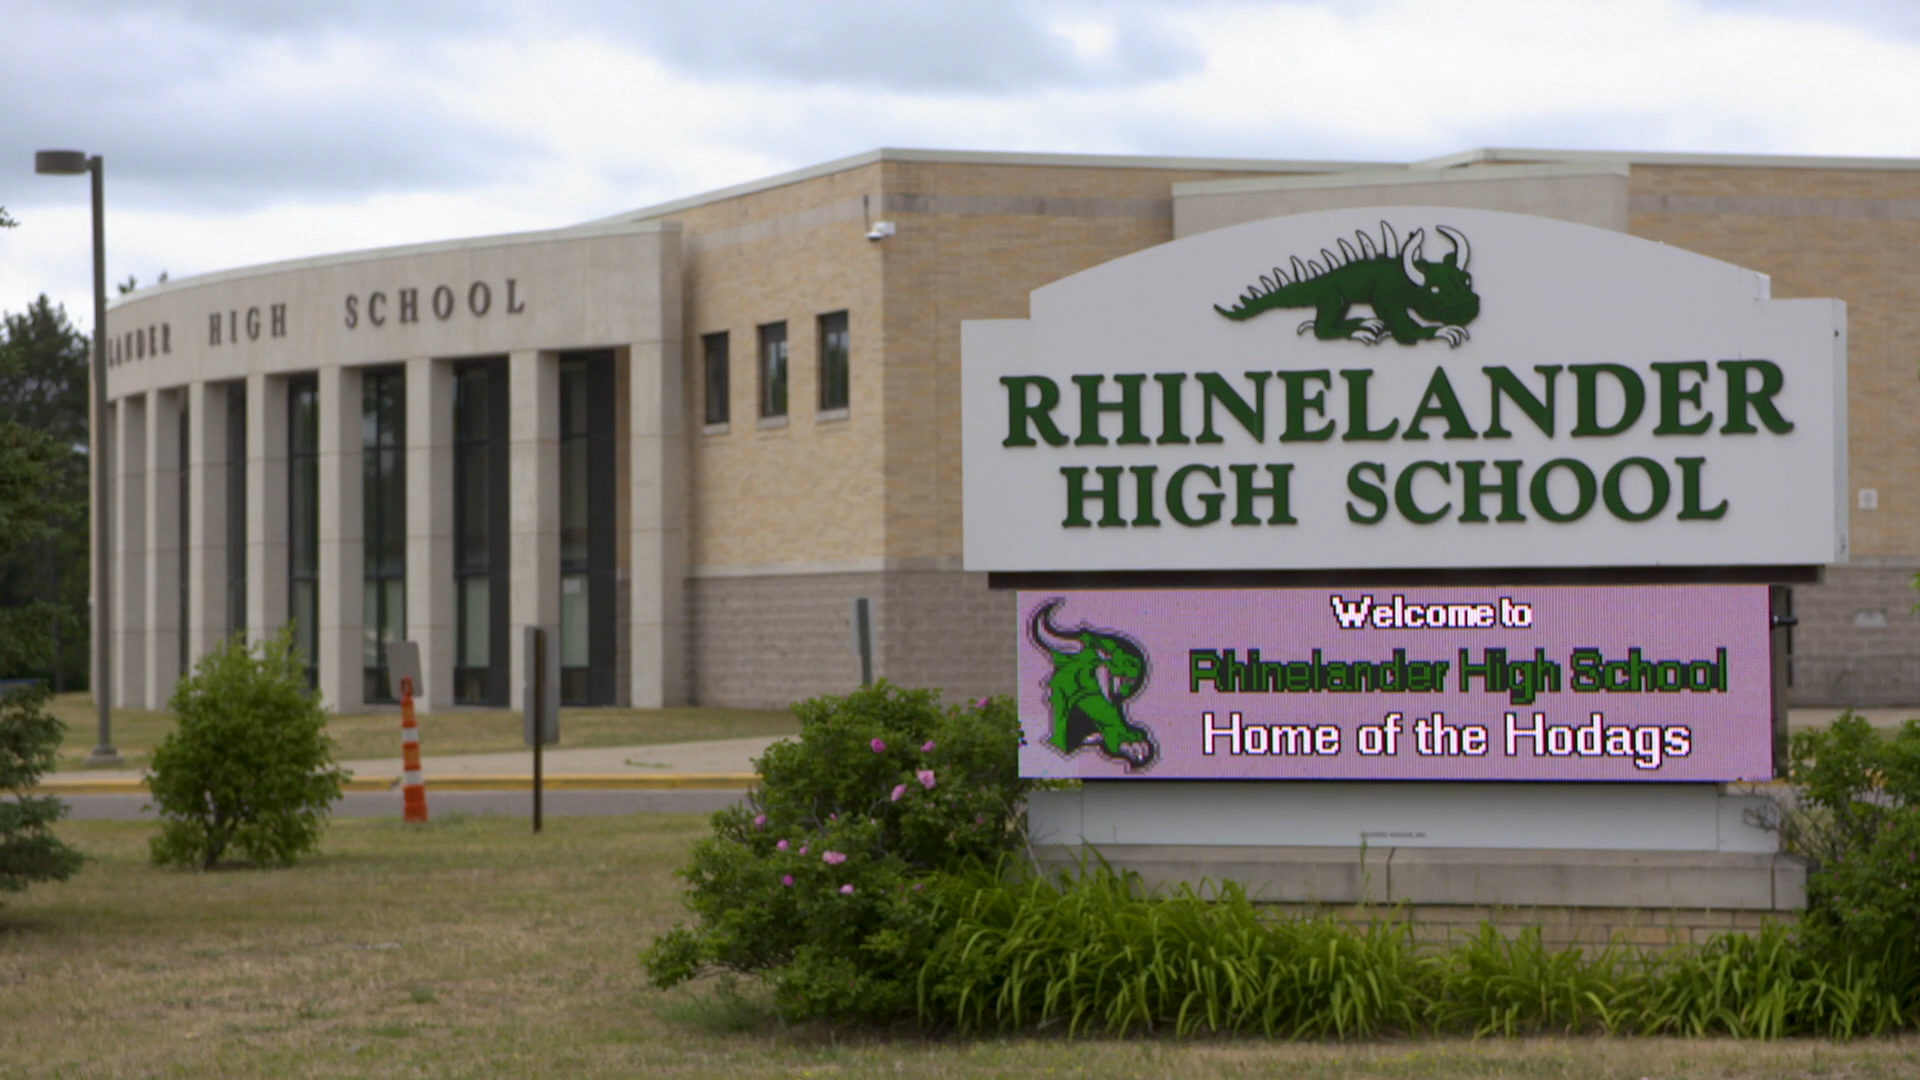 LANDER HIGH SCHOOL
RHINELANDER
HIGH SCHOOL
Welcome to
Rhinelander High School
Home of the Hodags